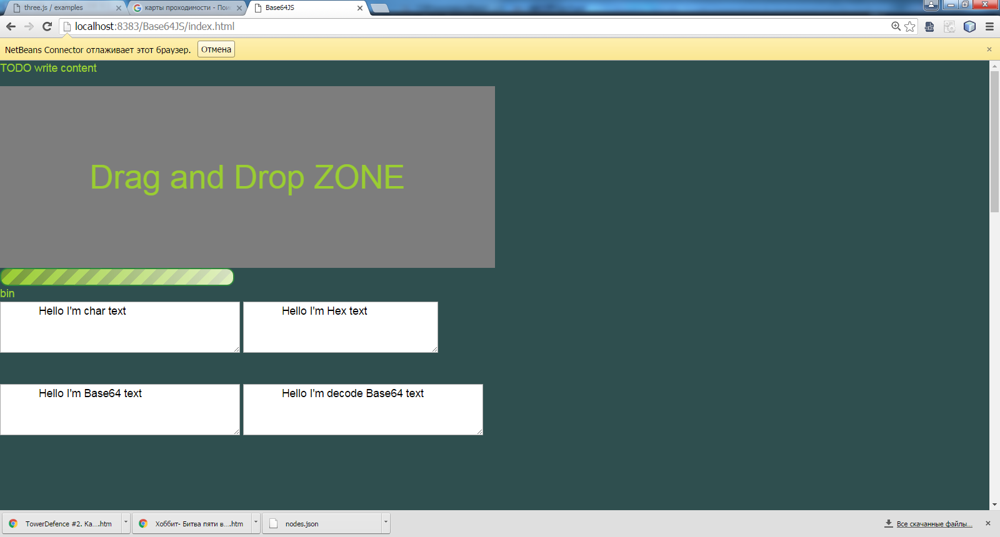 three.js / examples
карты проходимости - Пои
Base64JS
localhost:8383/Base64JS/index.html
NetBeans Connector отлаживает этот браузер.
Отмена
TODO write content
Drag and Drop ZONE
bin
Hello I'm char text
Hello I'm Hex text
Hello I'm Base64 text
Hello I'm decode Base64 text
TowerDefence #2. Ка....htm
Хоббит- Битва пяти в....htm
nodes.json
Все скачанные файлы...